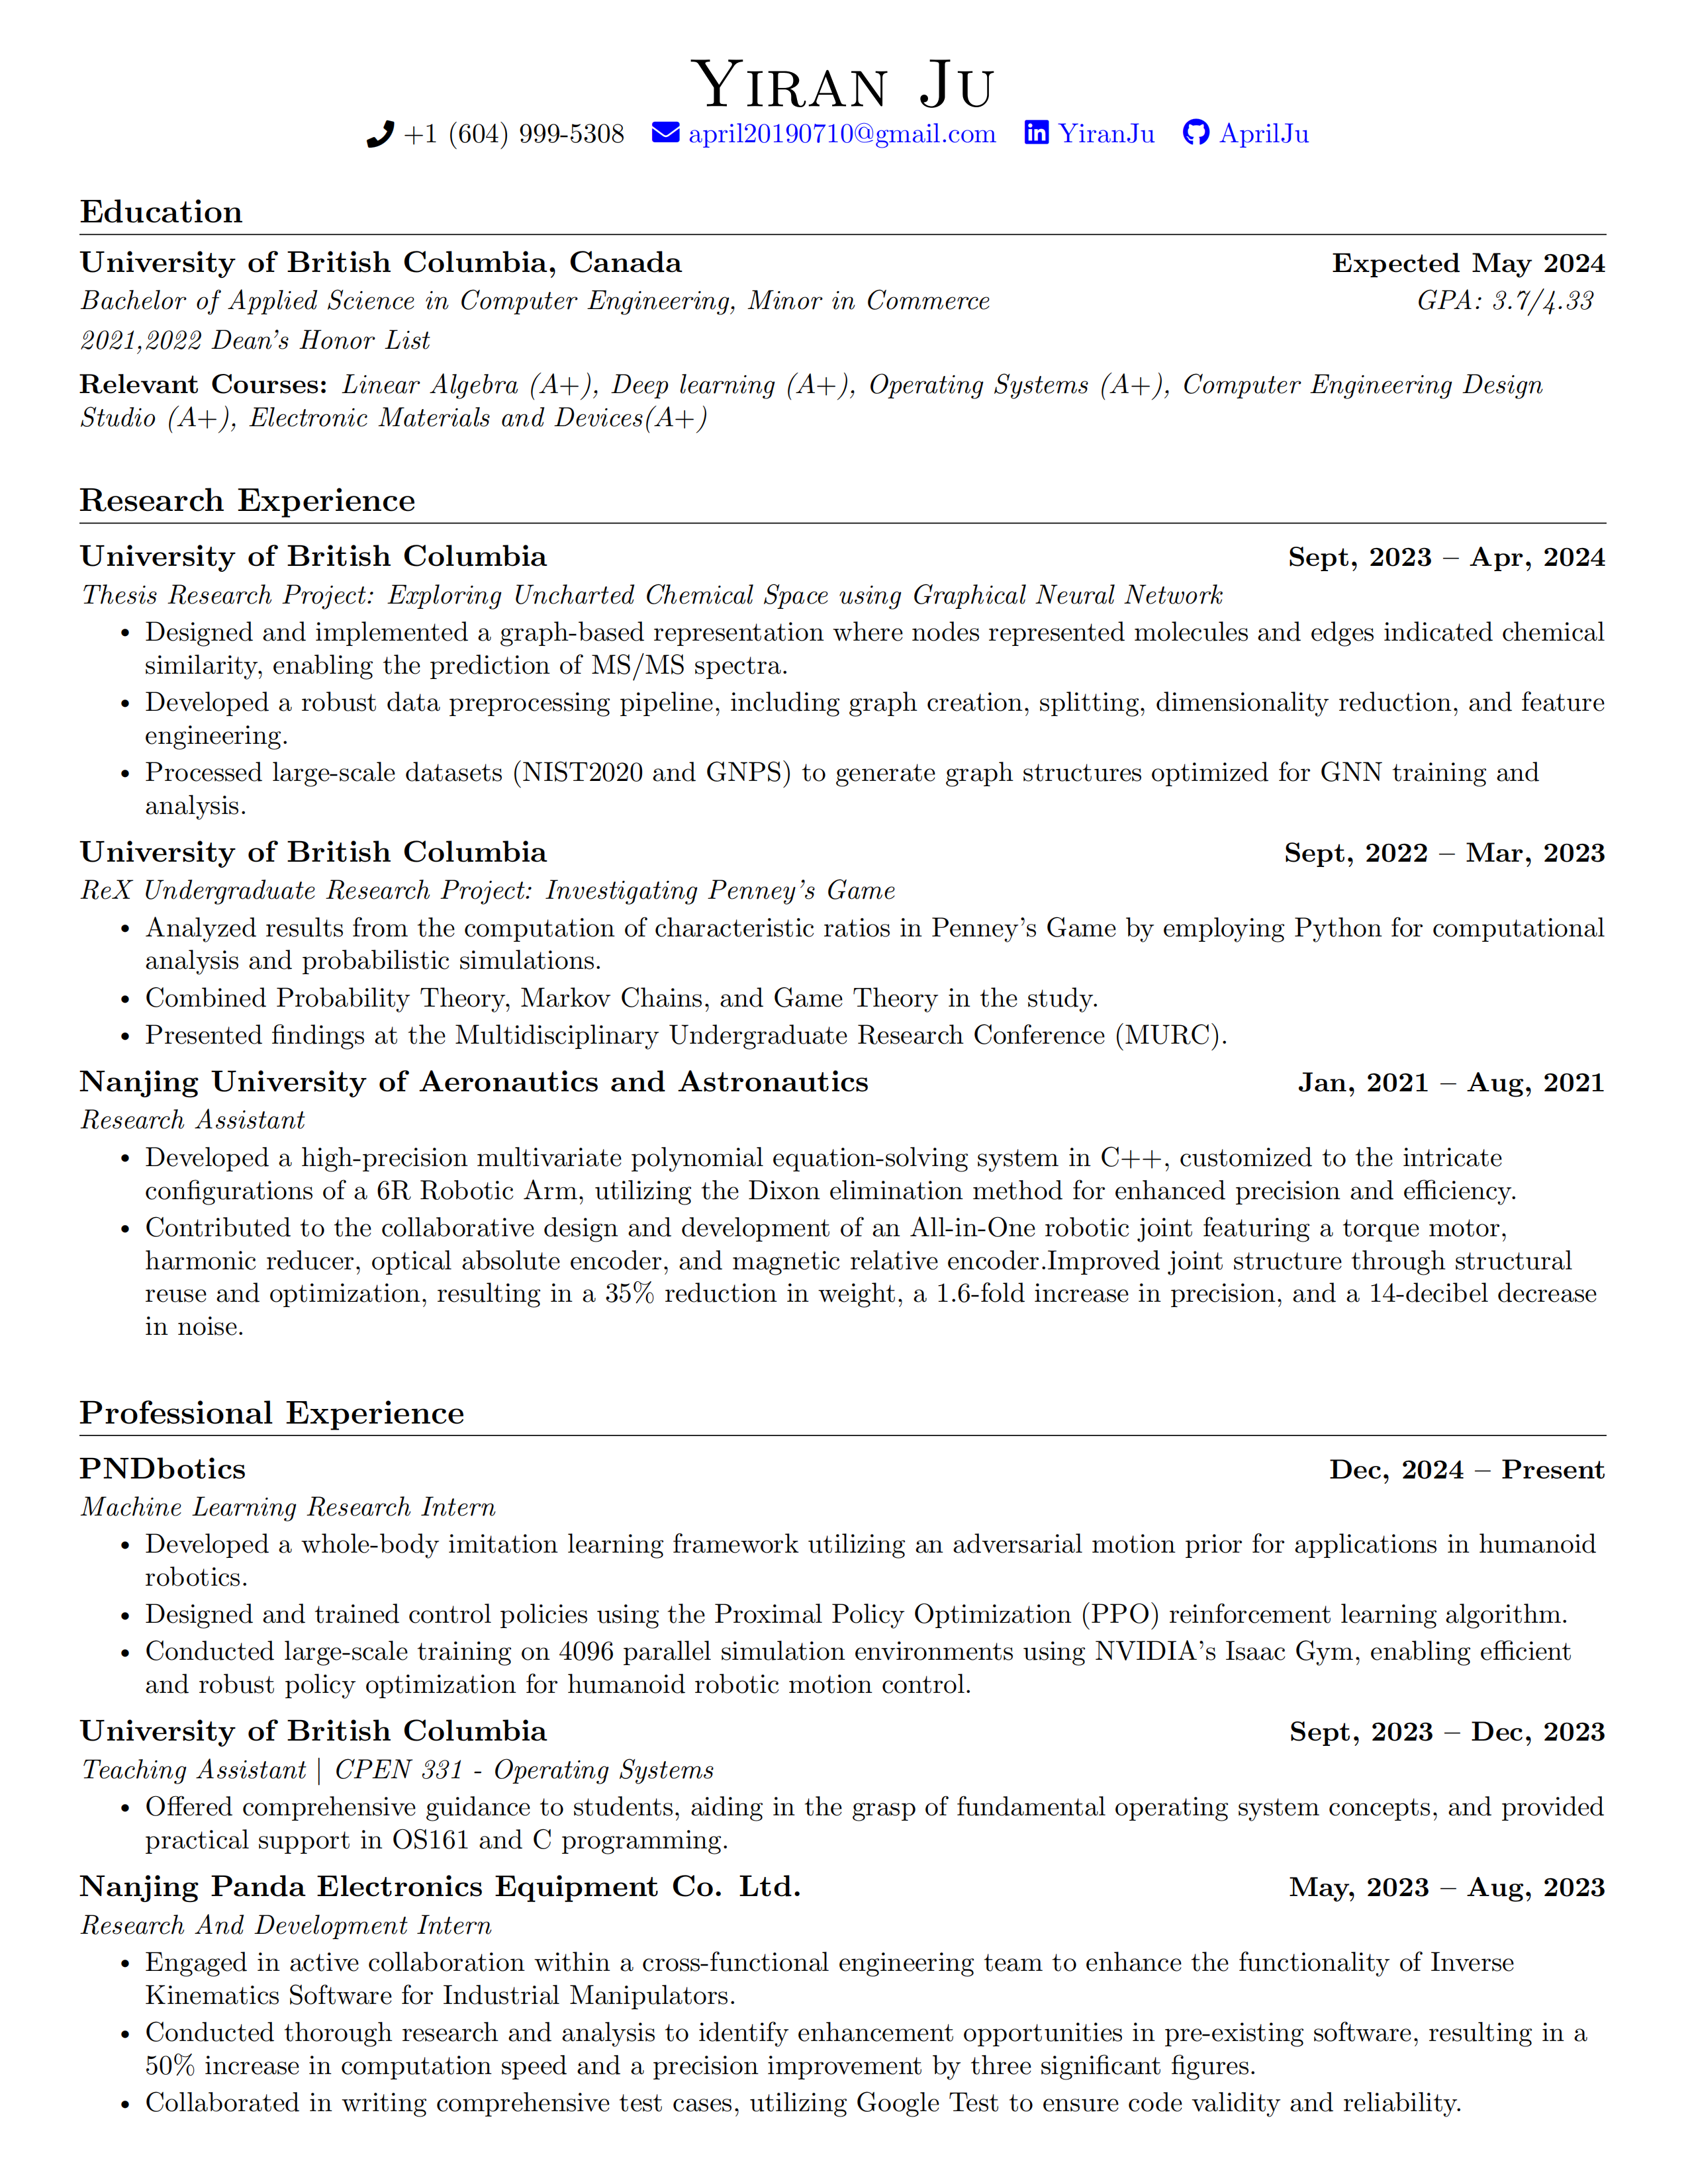 Yiran Ju
+1 (604) 999-5308 april20190710@gmail.com YiranJu AprilJu
Education
University of British Columbia, Canada Expected May 2024
Bachelor of Applied Science in Computer Engineering, Minor in Commerce GPA: 3.7/4.33
2021,2022 Dean's Honor List
Relevant Courses: Linear Algebra (A+), Deep learning (A+), Operating Systems (A+), Computer Engineering Design
Studio (A+), Electronic Materials and Devices(A+)
Research Experience
University of British Columbia Sept, 2023 – Apr, 2024
Thesis Research Project: Exploring Uncharted Chemical Space using Graphical Neural Network
• Designed and implemented a graph-based representation where nodes represented molecules and edges indicated chemical
similarity, enabling the prediction of MS/MS spectra.
• Developed a robust data preprocessing pipeline, including graph creation, splitting, dimensionality reduction, and feature
engineering.
• Processed large-scale datasets (NIST2020 and GNPS) to generate graph structures optimized for GNN training and
analysis.
University of British Columbia Sept, 2022 – Mar, 2023
ReX Undergraduate Research Project: Investigating Penney's Game
• Analyzed results from the computation of characteristic ratios in Penney's Game by employing Python for computational
analysis and probabilistic simulations.
• Combined Probability Theory, Markov Chains, and Game Theory in the study.
• Presented findings at the Multidisciplinary Undergraduate Research Conference (MURC).
Nanjing University of Aeronautics and Astronautics Jan, 2021 – Aug, 2021
Research Assistant
• Developed a high-precision multivariate polynomial equation-solving system in C++, customized to the intricate
configurations of a 6R Robotic Arm, utilizing the Dixon elimination method for enhanced precision and efficiency.
• Contributed to the collaborative design and development of an All-in-One robotic joint featuring a torque motor,
harmonic reducer, optical absolute encoder, and magnetic relative encoder.Improved joint structure through structural
reuse and optimization, resulting in a 35% reduction in weight, a 1.6-fold increase in precision, and a 14-decibel decrease
in noise.
Professional Experience
PNDbotics Dec, 2024 – Present
Machine Learning Research Intern
• Developed a whole-body imitation learning framework utilizing an adversarial motion prior for applications in humanoid
robotics.
• Designed and trained control policies using the Proximal Policy Optimization (PPO) reinforcement learning algorithm.
• Conducted large-scale training on 4096 parallel simulation environments using NVIDIA's Isaac Gym, enabling efficient
and robust policy optimization for humanoid robotic motion control.
University of British Columbia Sept, 2023 – Dec, 2023
Teaching Assistant | CPEN 331 - Operating Systems
• Offered comprehensive guidance to students, aiding in the grasp of fundamental operating system concepts, and provided
practical support in OS161 and C programming.
Nanjing Panda Electronics Equipment Co. Ltd. May, 2023 – Aug, 2023
Research And Development Intern
• Engaged in active collaboration within a cross-functional engineering team to enhance the functionality of Inverse
Kinematics Software for Industrial Manipulators.
• Conducted thorough research and analysis to identify enhancement opportunities in pre-existing software, resulting in a
50% increase in computation speed and a precision improvement by three significant figures.
• Collaborated in writing comprehensive test cases, utilizing Google Test to ensure code validity and reliability.